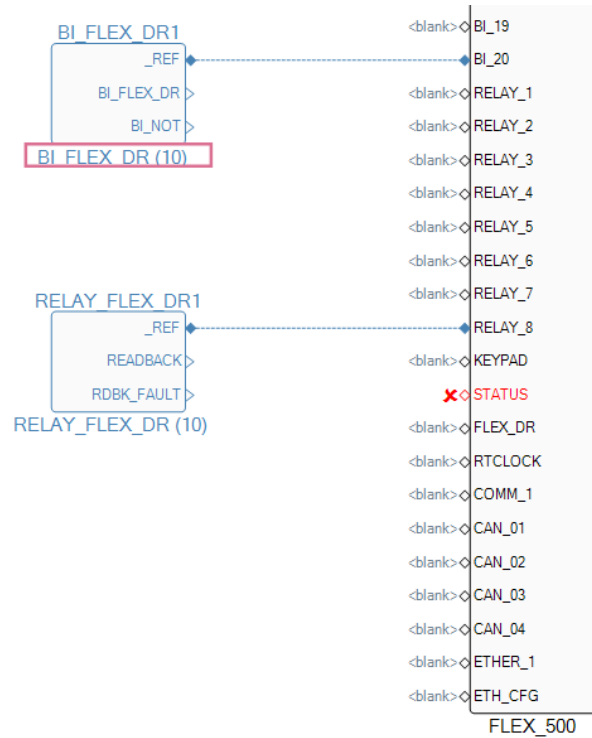 BI_FLEX_DR1
_REF
BI_FLEX_DR
BI_NOT
BI_FLEX_DR (10)
RELAY_FLEX_DR1
_REF
READBACK
RDBK_FAULT
RELAY_FLEX_DR (10)
<blank> BI_19
BI_20
<blank> RELAY_1
<blank> RELAY_2
<blank> RELAY_3
<blank> RELAY_4
<blank> RELAY_5
<blank> RELAY_6
<blank> RELAY_7
RELAY_8
<blank> KEYPAD
STATUS
<blank> FLEX_DR
<blank> RTCLOCK
<blank> COMM_1
<blank> CAN_01
<blank> CAN_02
<blank> CAN_03
<blank> CAN_04
<blank> ETHER_1
<blank> ETH_CFG
FLEX_500